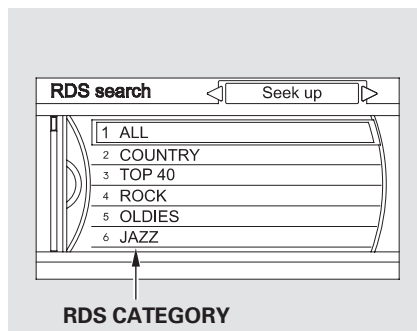 RDS search
Seek up
1 ALL
2 COUNTRY
3 TOP 40
4 ROCK
5 OLDIES
6 JAZZ
RDS CATEGORY